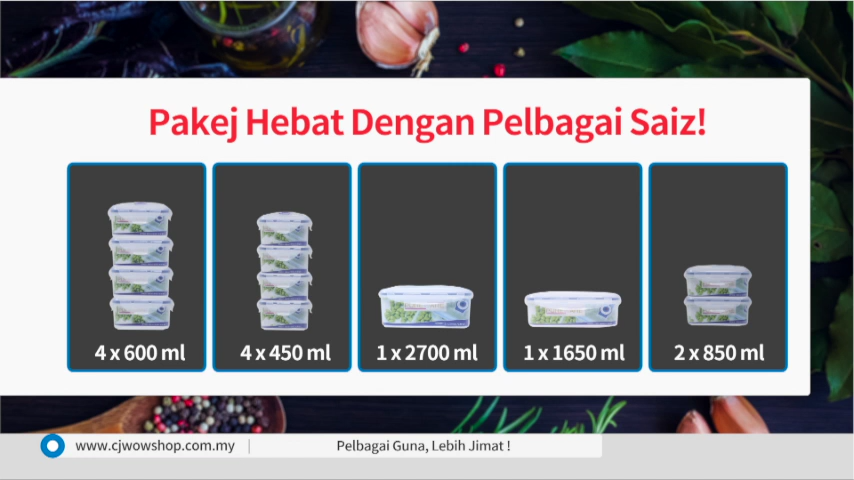 Pakej Hebat Dengan Pelbagai Saiz!
4 x 600 ml
4 x 450 ml
1 x 2700 ml
1 x 1650 ml
2 x 850 ml
www.cjwowshop.com.my
Pelbagai Guna, Lebih Jimat !